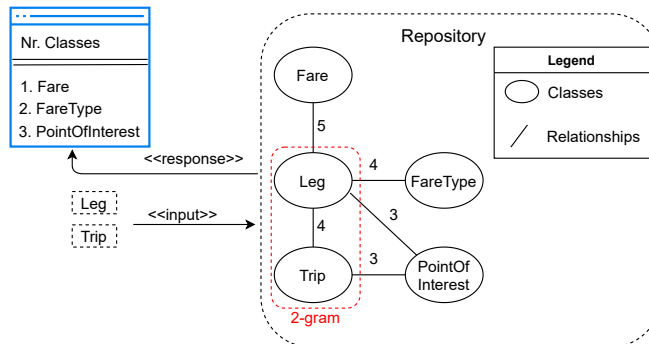 Nr. Classes
1. Fare
2. FareType
3. PointOfInterest
<<response>>
Leg
<<input>>
Trip
Repository
Fare
5
Leg
4
FareType
3
4
Trip
3
PointOf
Interest
2-gram
Legend
Classes
Relationships